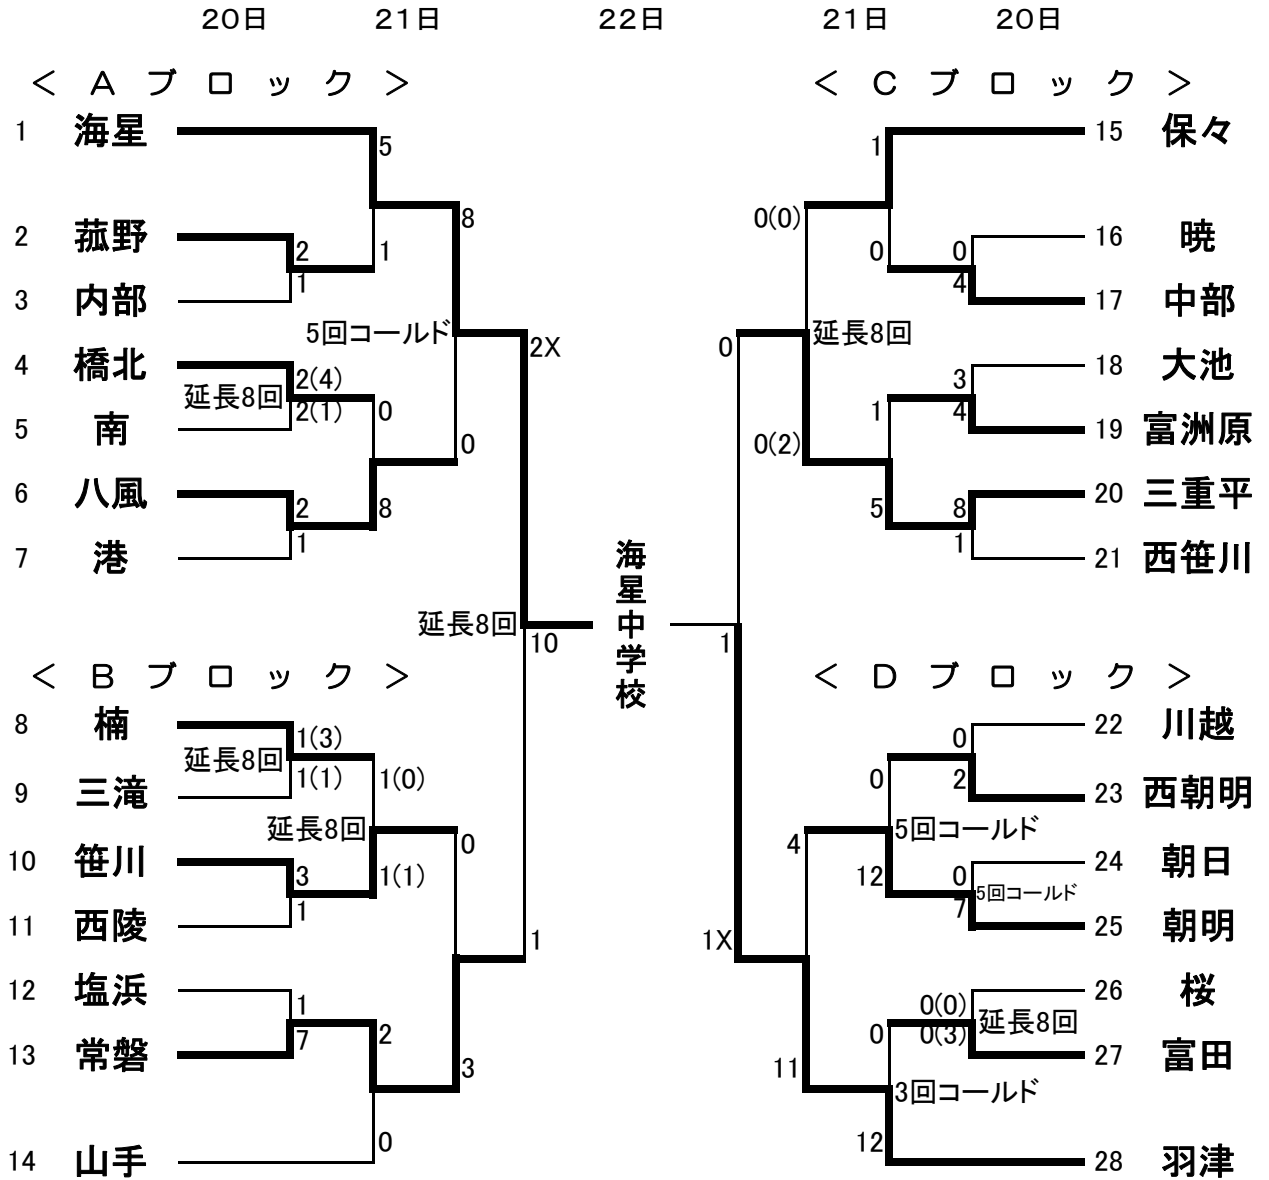 20日 21日 22日 21日 20日
＜ A ブ ロ ッ ク ＞
1 海星
5
2 菰野
2
1
3 内部
1
8
5回コールド
4 橋北
2(4)
延長8回
2(1)
5 南
0
0
6 八風
2
8
1
7 港
2X
延長8回
10
海星中学校
＜ B ブ ロ ッ ク ＞
8 楠
1(3)
延長8回
1(1)
9 三滝
1(0)
延長8回
0
10 笹川
3
1(1)
1
11 西陵
1
12 塩浜
1
7
13 常磐
2
3
0
14 山手
＜ C ブ ロ ッ ク ＞
1
15 保々
0(0)
0
0
16 暁
4
17 中部
0
延長8回
18 大池
3
1
4
19 富洲原
0(2)
5
8
20 三重平
1
21 西笹川
1
＜ D ブ ロ ッ ク ＞
22 川越
0
0
2
23 西朝明
4
5回コールド
24 朝日
12
0
5回コールド
7
25 朝明
1X
26 桜
0(0)
延長8回
0
0(3)
27 富田
11
3回コールド
12
28 羽津